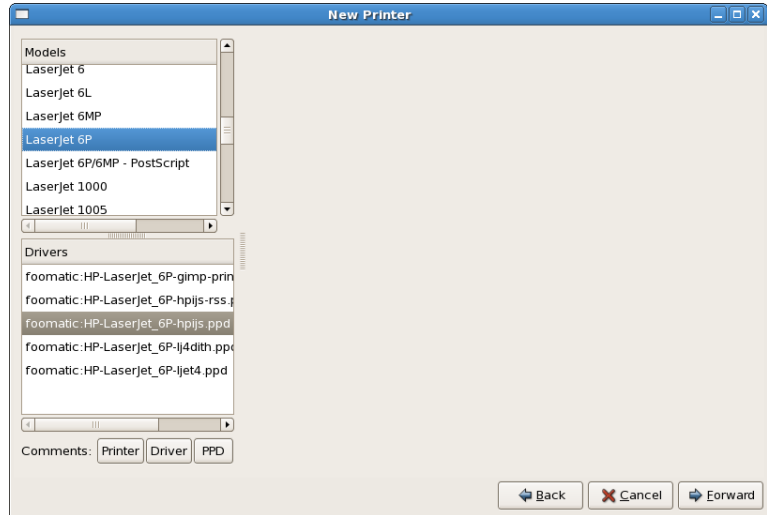 New Printer
Models
LaserJet 6
LaserJet 6L
LaserJet 6MP
LaserJet 6P
LaserJet 6P/6MP - PostScript
LaserJet 1000
LaserJet 1005
Drivers
foomatic:HP-LaserJet_6P-gimp-prin
foomatic:HP-LaserJet_6P-hpijs-rss.p
foomatic:HP-LaserJet_6P-hpijs.ppd
foomatic:HP-LaserJet_6P-lj4dith.ppd
foomatic:HP-LaserJet_6P-ljet4.ppd
Comments: Printer Driver PPD
Back Cancel Forward